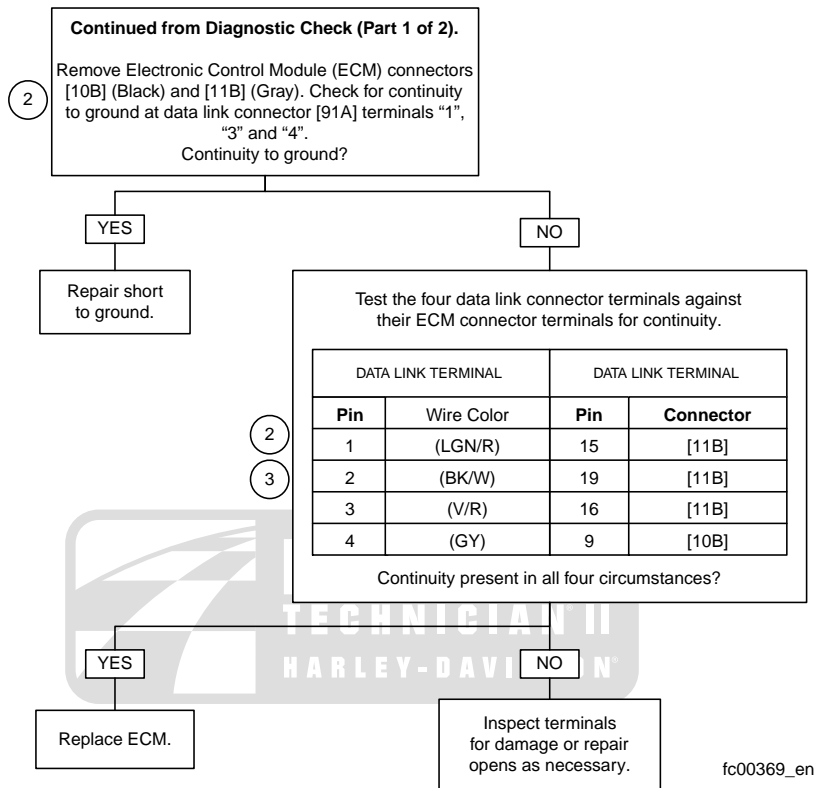 Continued from Diagnostic Check (Part 1 of 2).
Remove Electronic Control Module (ECM) connectors
[10B] (Black) and [11B] (Gray). Check for continuity
to ground at data link connector [91A] terminals “1”,
“3” and “4”.
Continuity to ground?
2
YES
NO
Repair short
to ground.
Test the four data link connector terminals against
their ECM connector terminals for continuity.
DATA LINK TERMINAL DATA LINK TERMINAL
Pin Wire Color Pin Connector
2
1 (LGN/R) 15 [11B]
3
2 (BK/W) 19 [11B]
3 (V/R) 16 [11B]
4 (GY) 9 [10B]
Continuity present in all four circumstances?
TECHNICIAN II
YES
NO
Replace ECM.
Inspect terminals
for damage or repair
opens as necessary.
fc00369_en